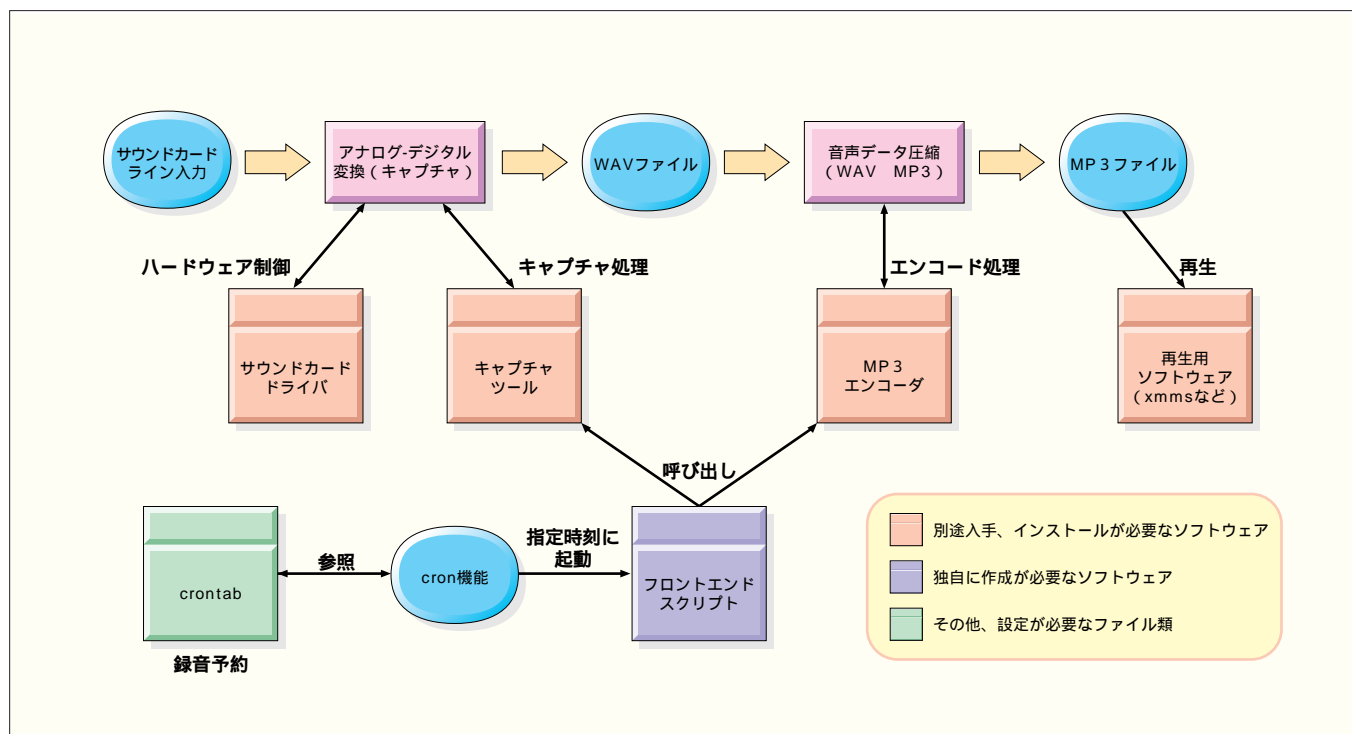 サウンドカード
ライン入力
アナログ-デジタル
変換(キャプチャ)
WAVファイル
音声データ圧縮
(WAV　MP3)
MP3ファイル
ハードウェア制御
キャプチャ処理
エンコード処理
再生
サウンドカード
ドライバ
キャプチャ
ツール
MP3
エンコーダ
再生用
ソフトウェア
(xmmsなど)
呼び出し
crontab
録音予約
参照
cron機能
指定時刻に
起動
フロントエンド
スクリプト
別途入手、インストールが必要なソフトウェア
独自に作成が必要なソフトウェア
その他、設定が必要なファイル類